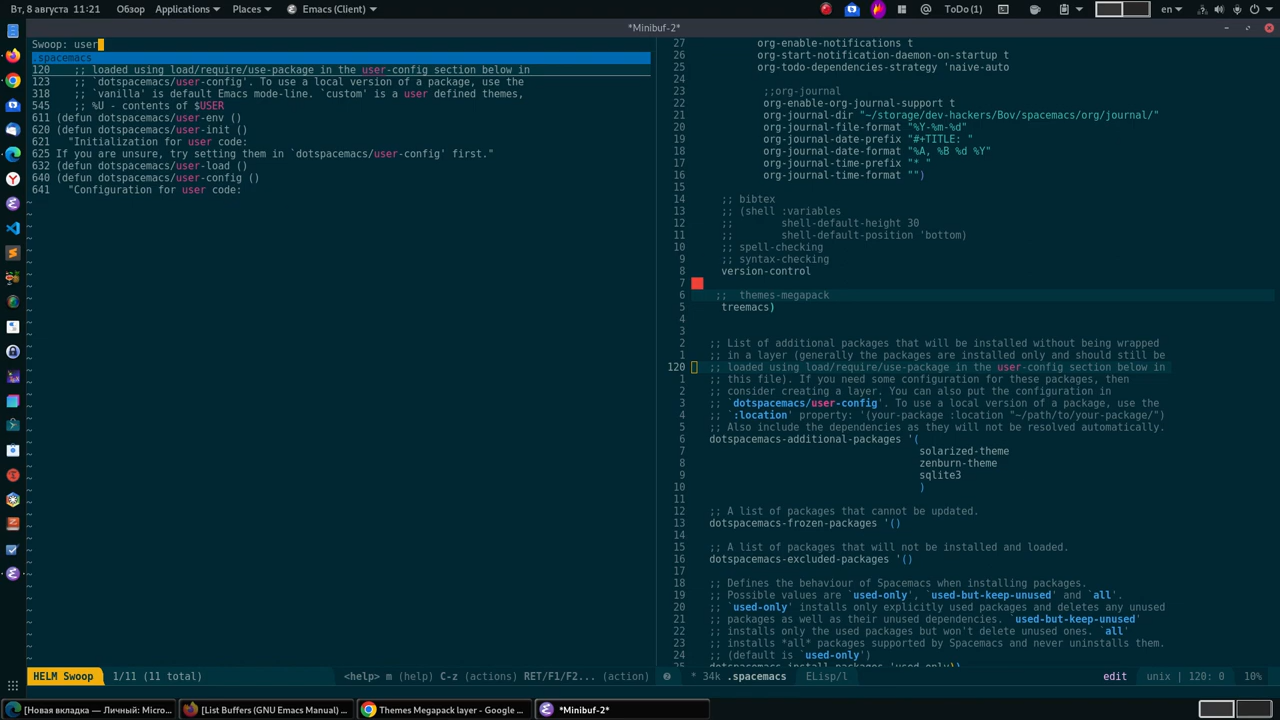 Вт, 8 августа 11:21 Обзор Applications Places Emacs (Client) ToDo (1) en
*Minibuf-2*
Swoop: user
.spacemacs
120 ;; loaded using load/require/use-package in the user-config section below in
123 ;; `dotspacemacs/user-config'. To use a local version of a package, use the
318 ;; `vanilla' is default Emacs mode-line. `custom' is a user defined themes,
545 ;; %U - contents of $USER
611 (defun dotspacemacs/user-env ()
620 (defun dotspacemacs/user-init ()
621 "Initialization for user code:
625 If you are unsure, try setting them in `dotspacemacs/user-config' first."
632 (defun dotspacemacs/user-load ()
640 (defun dotspacemacs/user-config ()
641 "Configuration for user code:
HELM Swoop 1/11 (11 total) <help> m (help) C-z (actions) RET/F1/F2... (action)
27 org-enable-notifications t
26 org-start-notification-daemon-on-startup t
25 org-todo-dependencies-strategy 'naive-auto
24
23 ;;org-journal
22 org-enable-org-journal-support t
21 org-journal-dir "~/storage/dev-hackers/Bov/spacemacs/org/journal/"
20 org-journal-file-format "%Y-%m-%d"
19 org-journal-date-prefix "#+TITLE: "
18 org-journal-date-format "%A, %B %d %Y"
17 org-journal-time-prefix "* "
16 org-journal-time-format "")
15
14 ;; bibtex
13 ;; (shell :variables
12 ;; shell-default-height 30
11 ;; shell-default-position 'bottom)
10 ;; spell-checking
9 ;; syntax-checking
8 version-control
7
6 ;; themes-megapack
5 treemacs)
4
3
2 ;; List of additional packages that will be installed without being wrapped
1 ;; in a layer (generally the packages are installed only and should still be
120 ;; loaded using load/require/use-package in the user-config section below in
1 ;; this file). If you need some configuration for these packages, then
2 ;; consider creating a layer. You can also put the configuration in
3 ;; `dotspacemacs/user-config'. To use a local version of a package, use the
4 ;; `:location' property: '(your-package :location "~/path/to/your-package/")
5 ;; Also include the dependencies as they will not be resolved automatically.
6 dotspacemacs-additional-packages '(
7 solarized-theme
8 zenburn-theme
9 sqlite3
10 )
11
12 ;; A list of packages that cannot be updated.
13 dotspacemacs-frozen-packages '()
14
15 ;; A list of packages that will not be installed and loaded.
16 dotspacemacs-excluded-packages '()
17
18 ;; Defines the behaviour of Spacemacs when installing packages.
19 ;; Possible values are `used-only', `used-but-keep-unused' and `all'.
20 ;; `used-only' installs only explicitly used packages and deletes any unused
21 ;; packages as well as their unused dependencies. `used-but-keep-unused'
22 ;; installs only the used packages but won't delete unused ones. `all'
23 ;; installs *all* packages supported by Spacemacs and never uninstalls them.
24 ;; (default is `used-only')
25 dotspacemacs-install-packages 'used-only))
2 * 34k .spacemacs ELisp/l edit unix | 120: 0 10%
[Новая вкладка — Личный: Micro... [List Buffers (GNU Emacs Manual) ... Themes Megapack layer - Google ... *Minibuf-2*